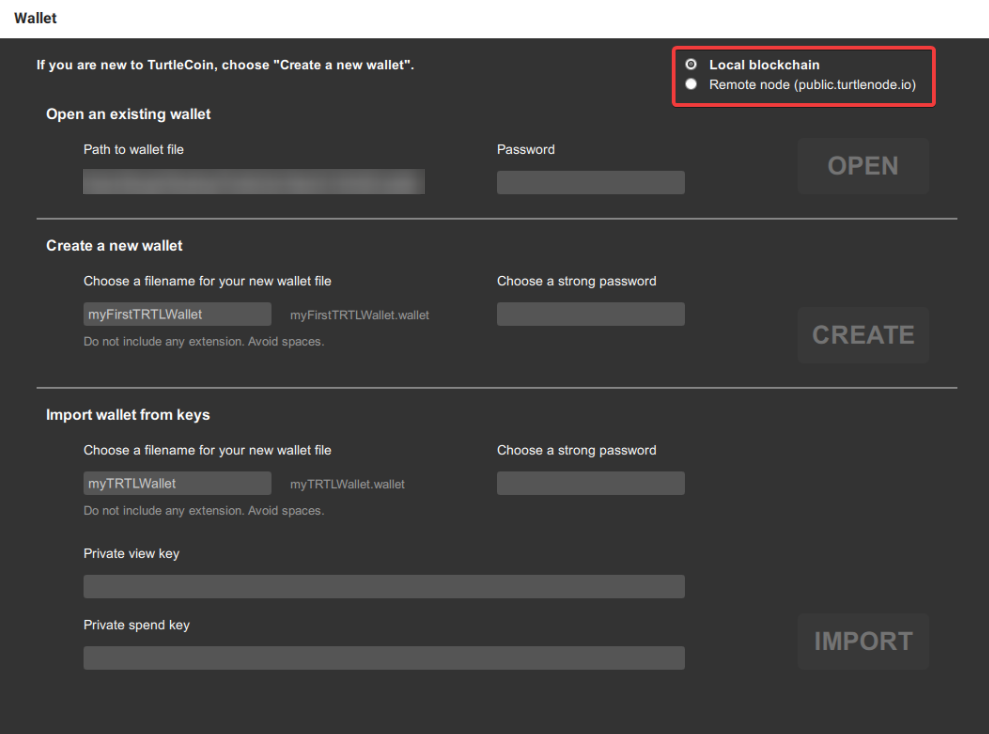 Wallet
If you are new to TurtleCoin, choose "Create a new wallet".
Local blockchain
Remote node (public.turtlenode.io)
Open an existing wallet
Path to wallet file
Password
OPEN
Create a new wallet
Choose a filename for your new wallet file
Choose a strong password
myFirstTRTLWallet
myFirstTRTLWallet.wallet
Do not include any extension. Avoid spaces.
CREATE
Import wallet from keys
Choose a filename for your new wallet file
Choose a strong password
myTRTLWallet
myTRTLWallet.wallet
Do not include any extension. Avoid spaces.
Private view key
Private spend key
IMPORT